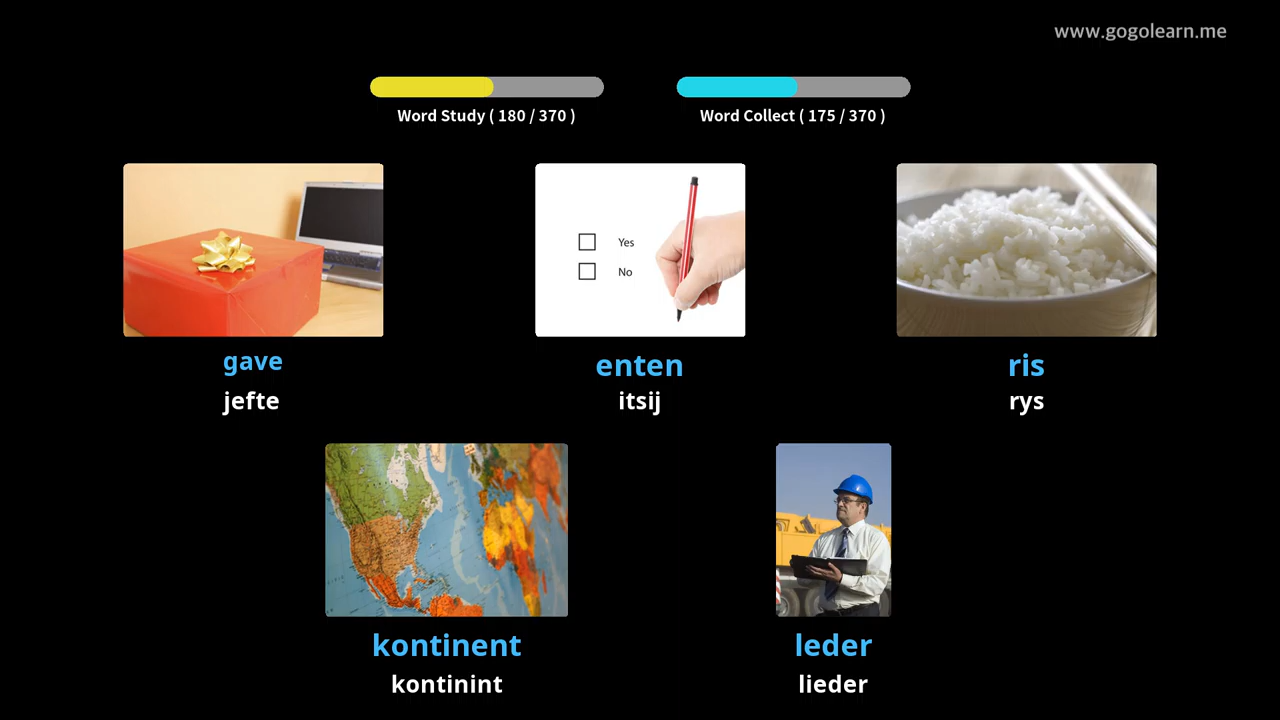 www.gogolearn.me
Word Study ( 180 / 370 )
Word Collect ( 175 / 370 )
Yes
No
gave
jefte
enten
itsij
ris
rys
kontinent
kontinint
leder
lieder